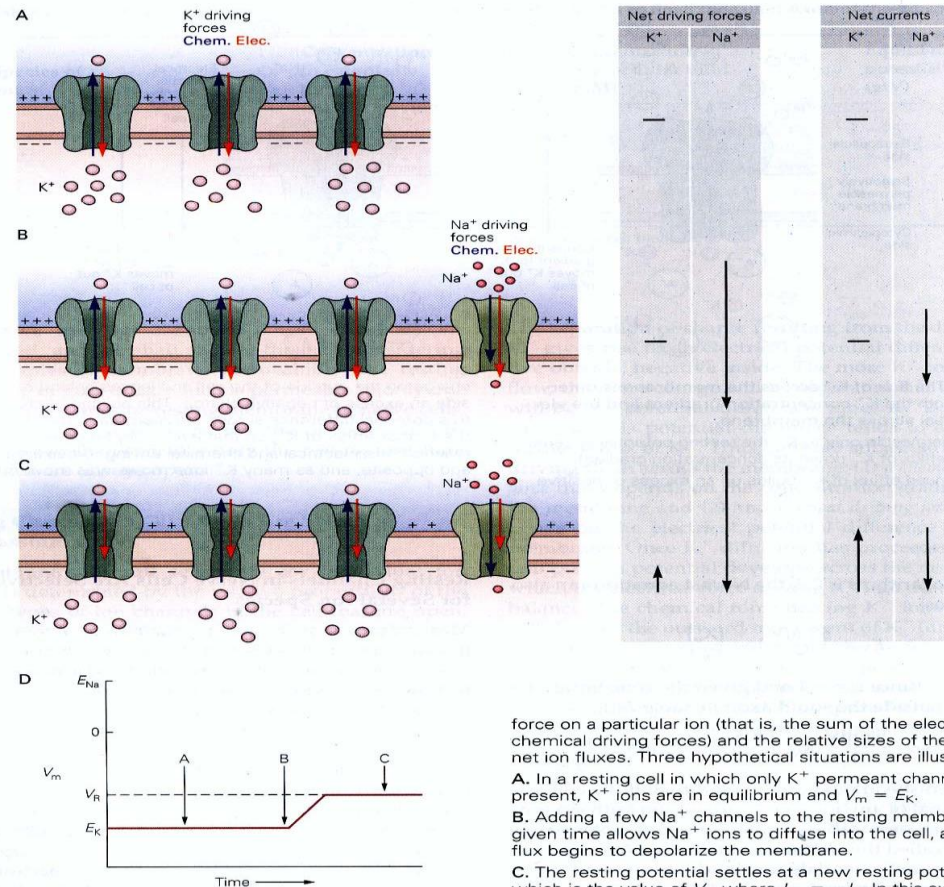 A
K+ driving
forces
Chem. Elec.
+++ +++ +++ +++
K+
B
Na+ driving
forces
Chem. Elec.
Na+
K+
C
Na+
K+
Net driving forces
K+ Na+
Net currents
K+ Na+
D
ENa
0
Vm
VR
EK
A B C
Time
force on a particular ion (that is, the sum of the elec
chemical driving forces) and the relative sizes of the
net ion fluxes. Three hypothetical situations are illus
A. In a resting cell in which only K+ permeant chann
present, K+ ions are in equilibrium and Vm = EK.
B. Adding a few Na+ channels to the resting memb
given time allows Na+ ions to diffuse into the cell, a
flux begins to depolarize the membrane.
C. The resting potential settles at a new resting pot